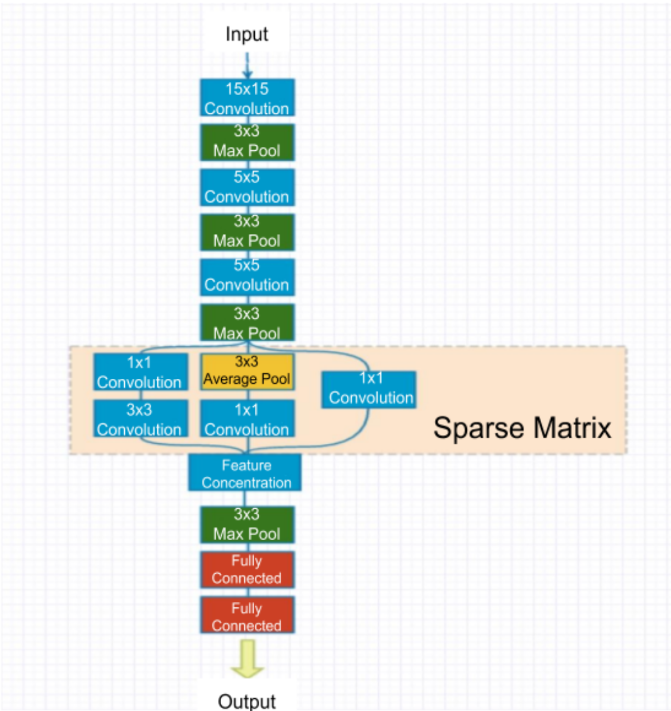 Input
15x15
Convolution
3x3
Max Pool
5x5
Convolution
3x3
Max Pool
5x5
Convolution
3x3
Max Pool
1x1
Convolution
3x3
Average Pool
1x1
Convolution
3x3
Convolution
1x1
Convolution
Sparse Matrix
Feature
Concentration
3x3
Max Pool
Fully
Connected
Fully
Connected
Output